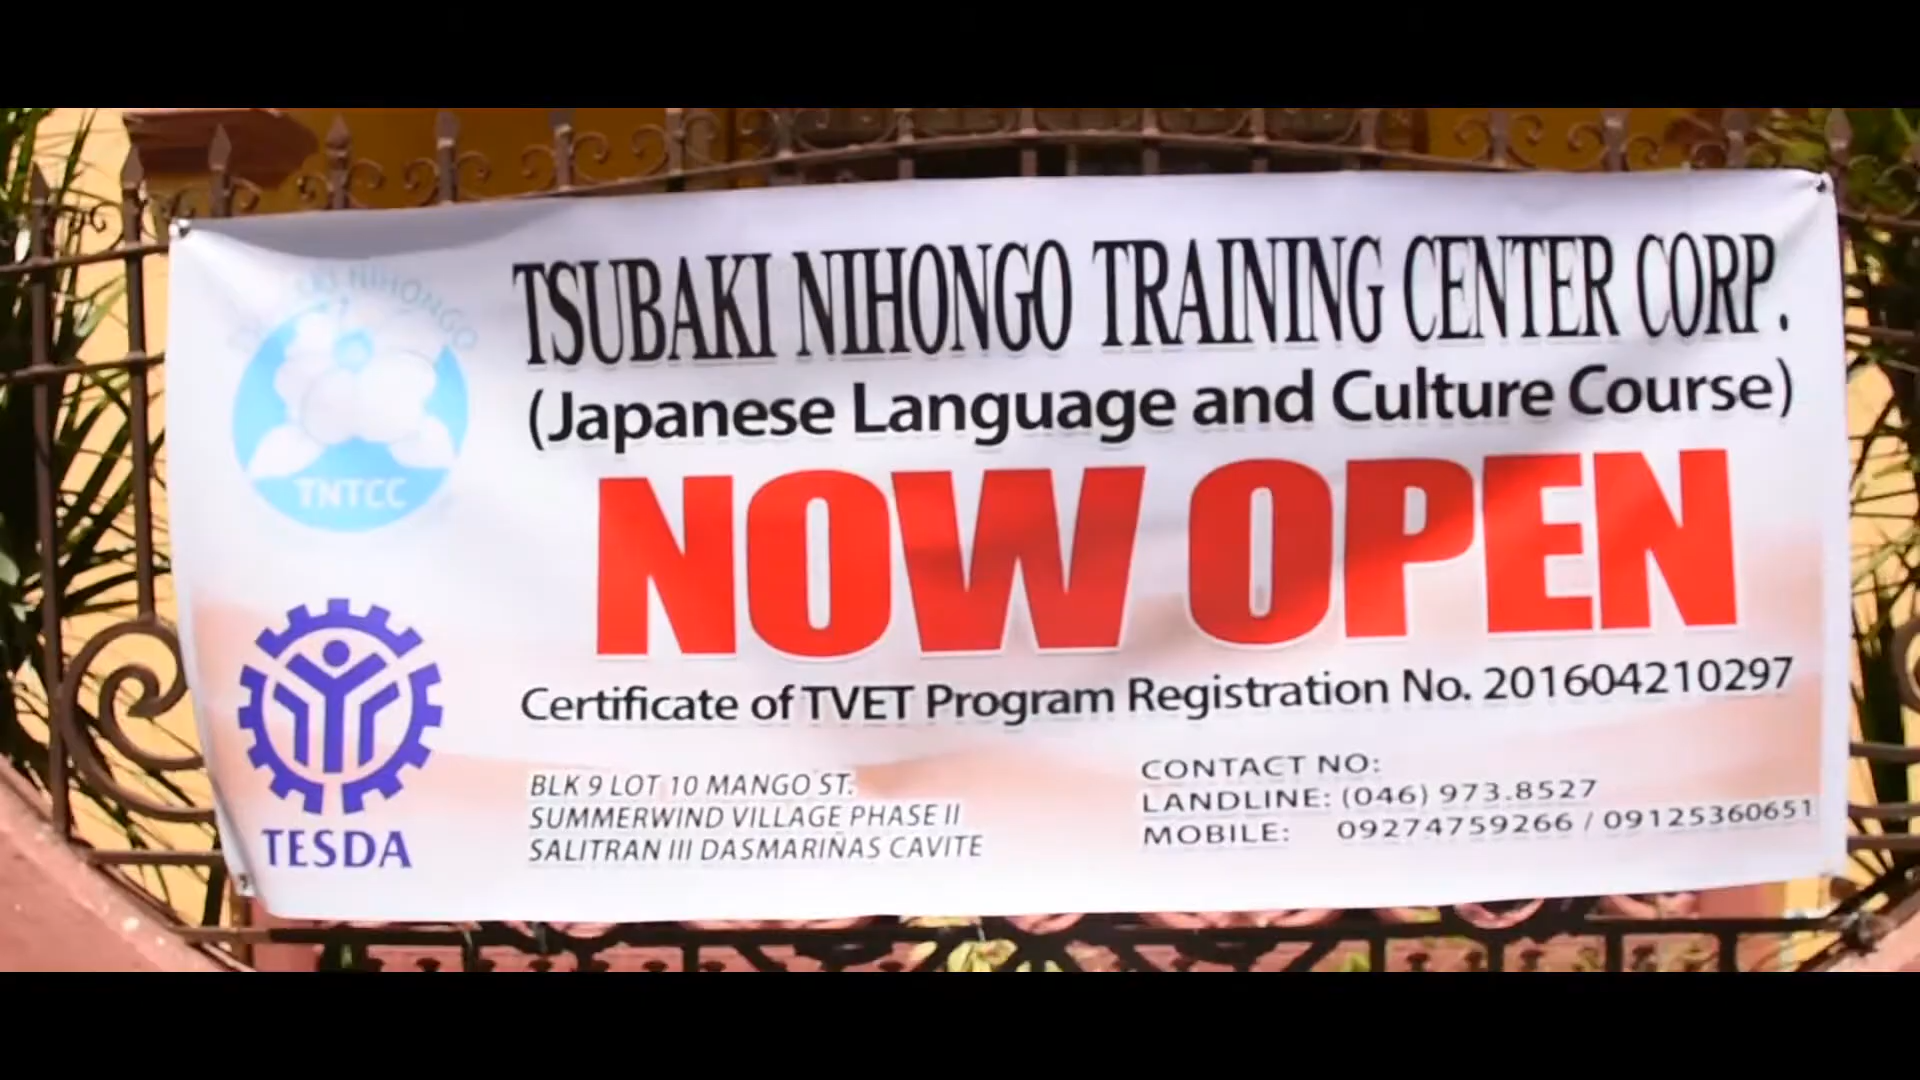 TSUBAKI NIHONGO TRAINING CENTER CORP.
(Japanese Language and Culture Course)
NOW OPEN
Certificate of TVET Program Registration No. 201604210297
NIHONGO
TNTCC
TESDA
BLK 9 LOT 10 MANGO ST.
SUMMERWIND VILLAGE PHASE II
SALITRAN III DASMARIÑAS CAVITE
CONTACT NO:
LANDLINE: (046) 973.8527
MOBILE: 09274759266 / 09125360651